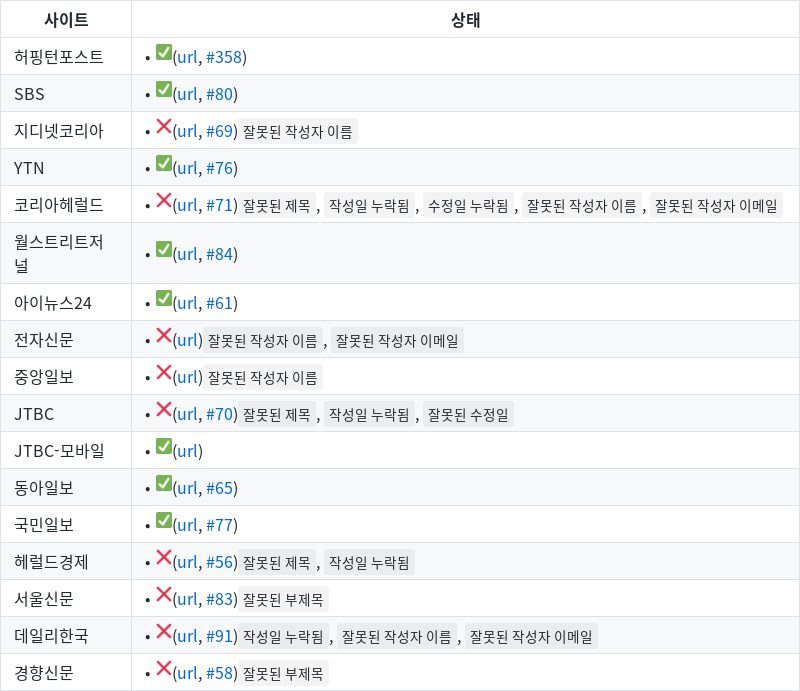 사이트 상태
허핑턴포스트 • ✅(url, #358)
SBS • ✅(url, #80)
지디넷코리아 • ❌(url, #69) 잘못된 작성자 이름
YTN • ✅(url, #76)
코리아헤럴드 • ❌(url, #71) 잘못된 제목 , 작성일 누락됨 , 수정일 누락됨 , 잘못된 작성자 이름 , 잘못된 작성자 이메일
월스트리트저
널 • ✅(url, #84)
아이뉴스24 • ✅(url, #61)
전자신문 • ❌(url) 잘못된 작성자 이름 , 잘못된 작성자 이메일
중앙일보 • ❌(url) 잘못된 작성자 이름
JTBC • ❌(url, #70) 잘못된 제목 , 작성일 누락됨 , 잘못된 수정일
JTBC-모바일 • ✅(url)
동아일보 • ✅(url, #65)
국민일보 • ✅(url, #77)
헤럴드경제 • ❌(url, #56) 잘못된 제목 , 작성일 누락됨
서울신문 • ❌(url, #83) 잘못된 부제목
데일리한국 • ❌(url, #91) 작성일 누락됨 , 잘못된 작성자 이름 , 잘못된 작성자 이메일
경향신문 • ❌(url, #58) 잘못된 부제목